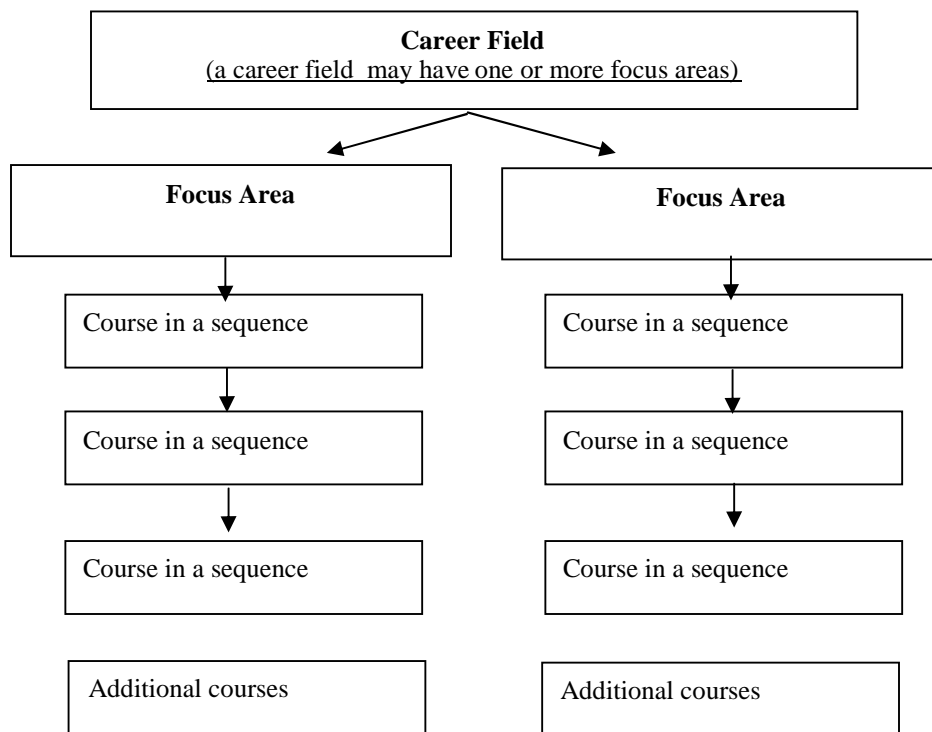 Career Field
(a career field  may have one or more focus areas)
Focus Area
Focus Area
Course in a sequence
Course in a sequence
Course in a sequence
Course in a sequence
Course in a sequence
Course in a sequence
Additional courses
Additional courses